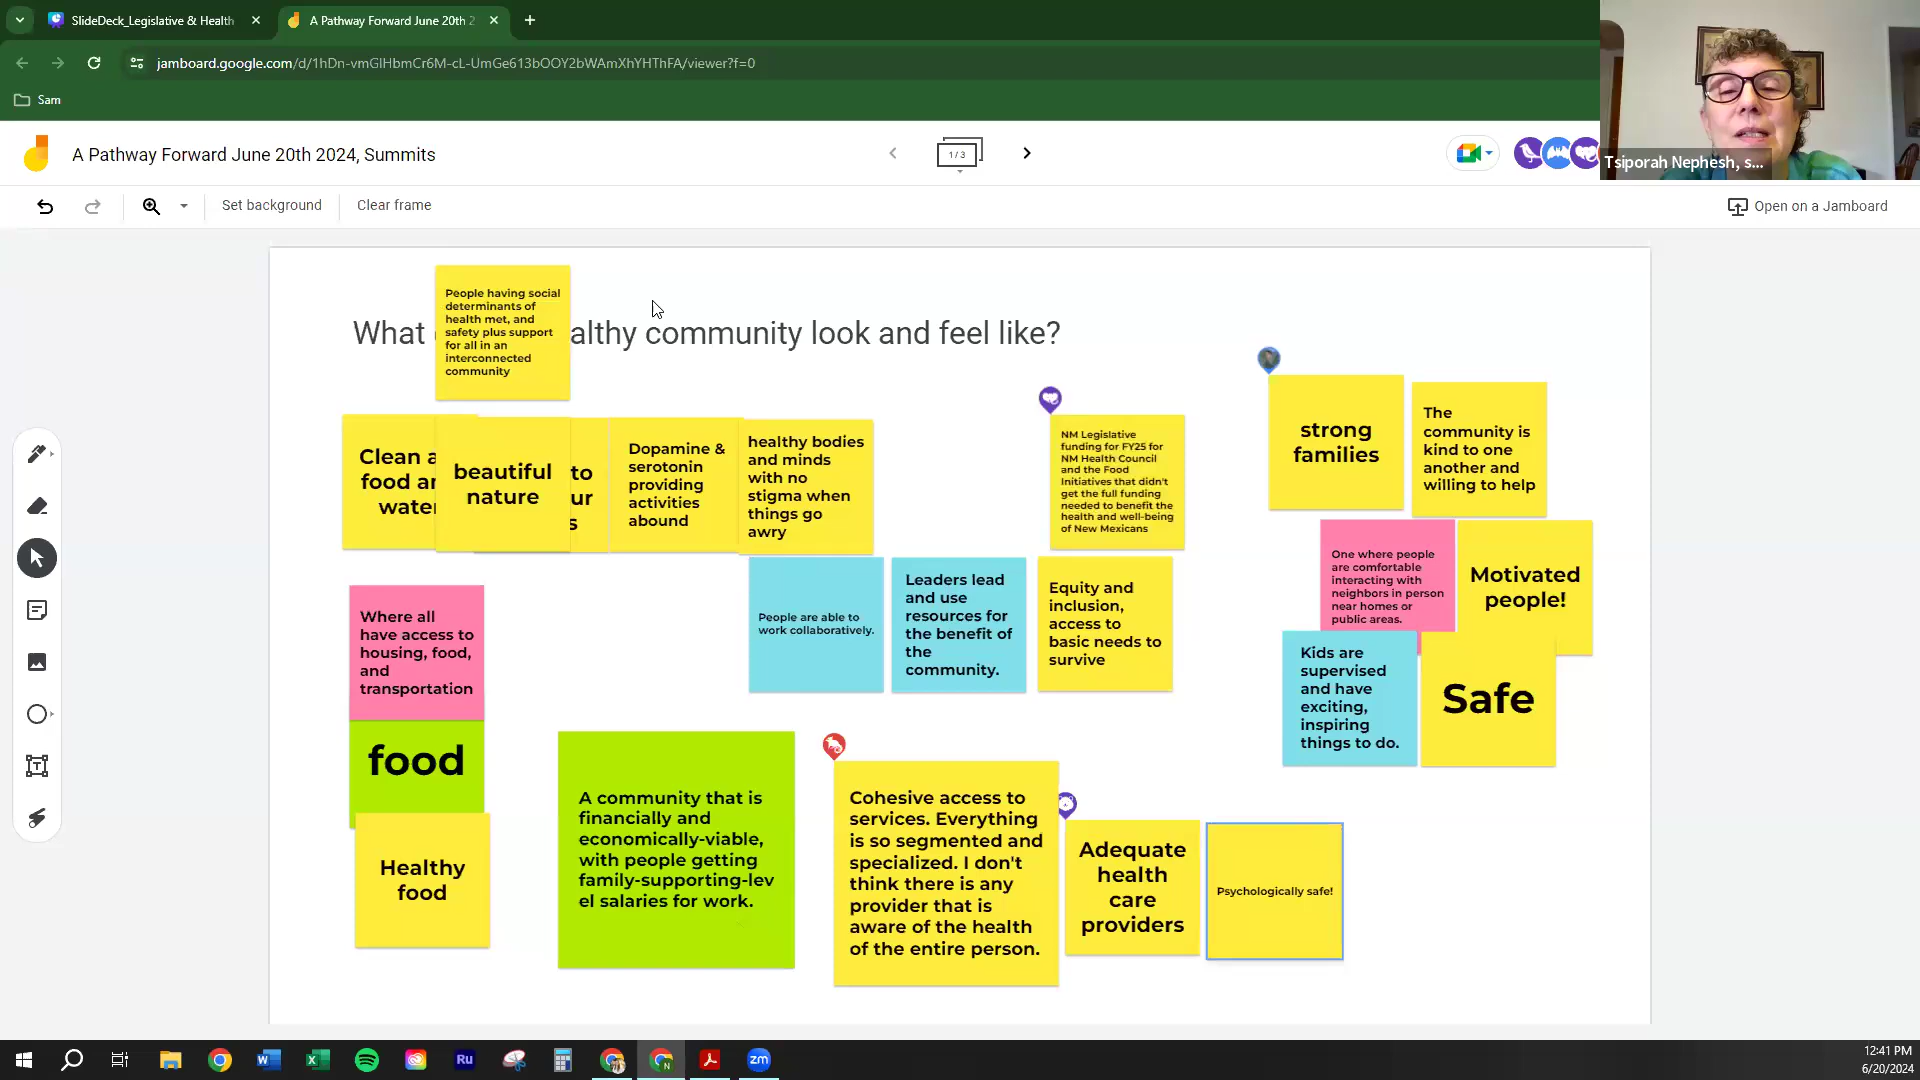 SlideDeck_Legislative & Health
A Pathway Forward June 20th 2
jamboard.google.com/d/1hDn-vmGlHbmCr6M-cL-UmGe613bOOY2bWAmXhYHThFA/viewer?f=0
Sam
A Pathway Forward June 20th 2024, Summits
1 / 3
Tsiporah Nephesh, s...
Set background
Clear frame
Open on a Jamboard
People having social
determinants of
health met, and
safety plus support
for all in an
interconnected
community
What
althy community look and feel like?
Clean a
food an
water
beautiful
nature
to
ur
s
Dopamine &
serotonin
providing
activities
abound
healthy bodies
and minds
with no
stigma when
things go
awry
NM Legislative
funding for FY25 for
NM Health Council
and the Food
Initiatives that didn't
get the full funding
needed to benefit the
health and well-being
of New Mexicans
strong
families
The
community is
kind to one
another and
willing to help
One where people
are comfortable
interacting with
neighbors in person
near homes or
public areas.
Motivated
people!
Where all
have access to
housing, food,
and
transportation
People are able to
work collaboratively.
Leaders lead
and use
resources for
the benefit of
the
community.
Equity and
inclusion,
access to
basic needs to
survive
Kids are
supervised
and have
exciting,
inspiring
things to do.
Safe
food
Healthy
food
A community that is
financially and
economically-viable,
with people getting
family-supporting-lev
el salaries for work.
Cohesive access to
services. Everything
is so segmented and
specialized. I don't
think there is any
provider that is
aware of the health
of the entire person.
Adequate
health
care
providers
Psychologically safe!
Ru
N
zm
12:41 PM
6/20/2024